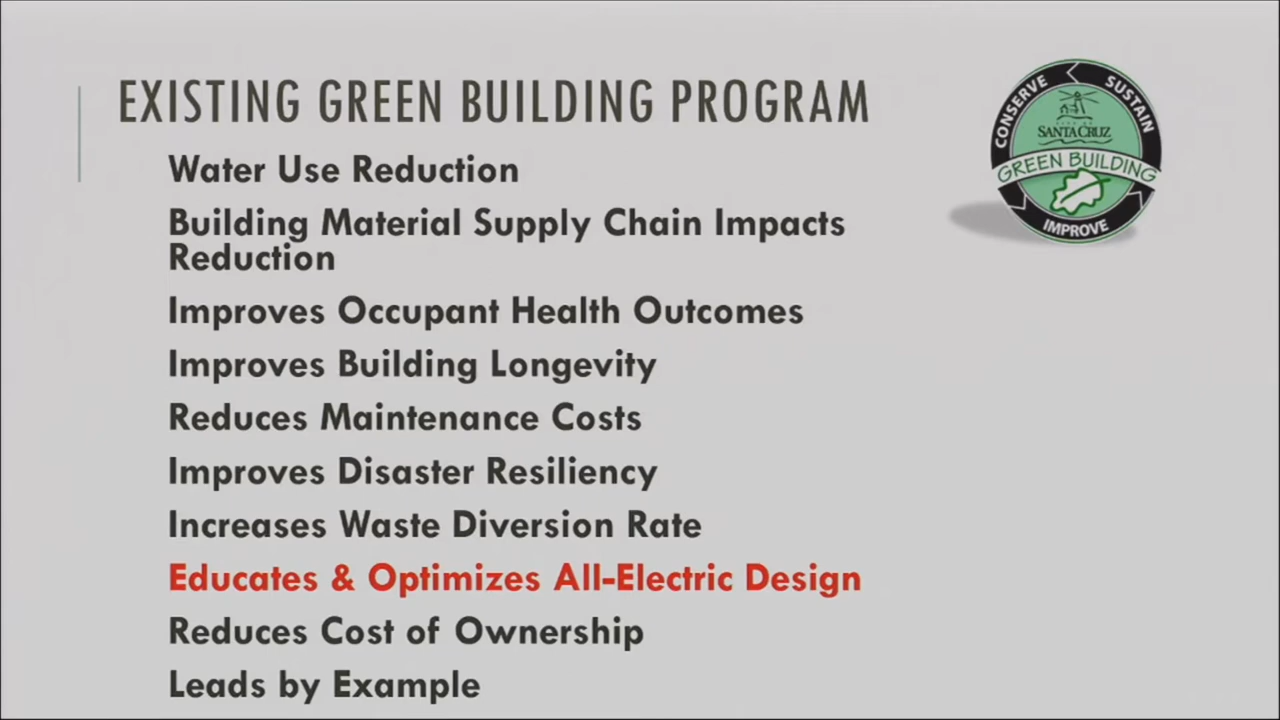 EXISTING GREEN BUILDING PROGRAM
CONSERVE
SUSTAIN
SANTA CRUZ
GREEN BUILDING
IMPROVE
Water Use Reduction
Building Material Supply Chain Impacts
Reduction
Improves Occupant Health Outcomes
Improves Building Longevity
Reduces Maintenance Costs
Improves Disaster Resiliency
Increases Waste Diversion Rate
Educates & Optimizes All-Electric Design
Reduces Cost of Ownership
Leads by Example